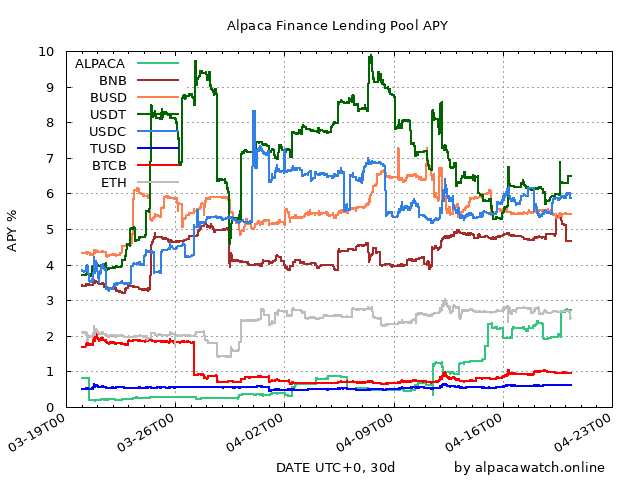 Alpaca Finance Lending Pool APY
ALPACA
BNB
BUSD
USDT
USDC
TUSD
BTCB
ETH
APY %
10
9
8
7
6
5
4
3
2
1
0
03-19T00 03-26T00 04-02T00 04-09T00 04-16T00 04-23T00
DATE UTC+0, 30d by alpacawatch.online